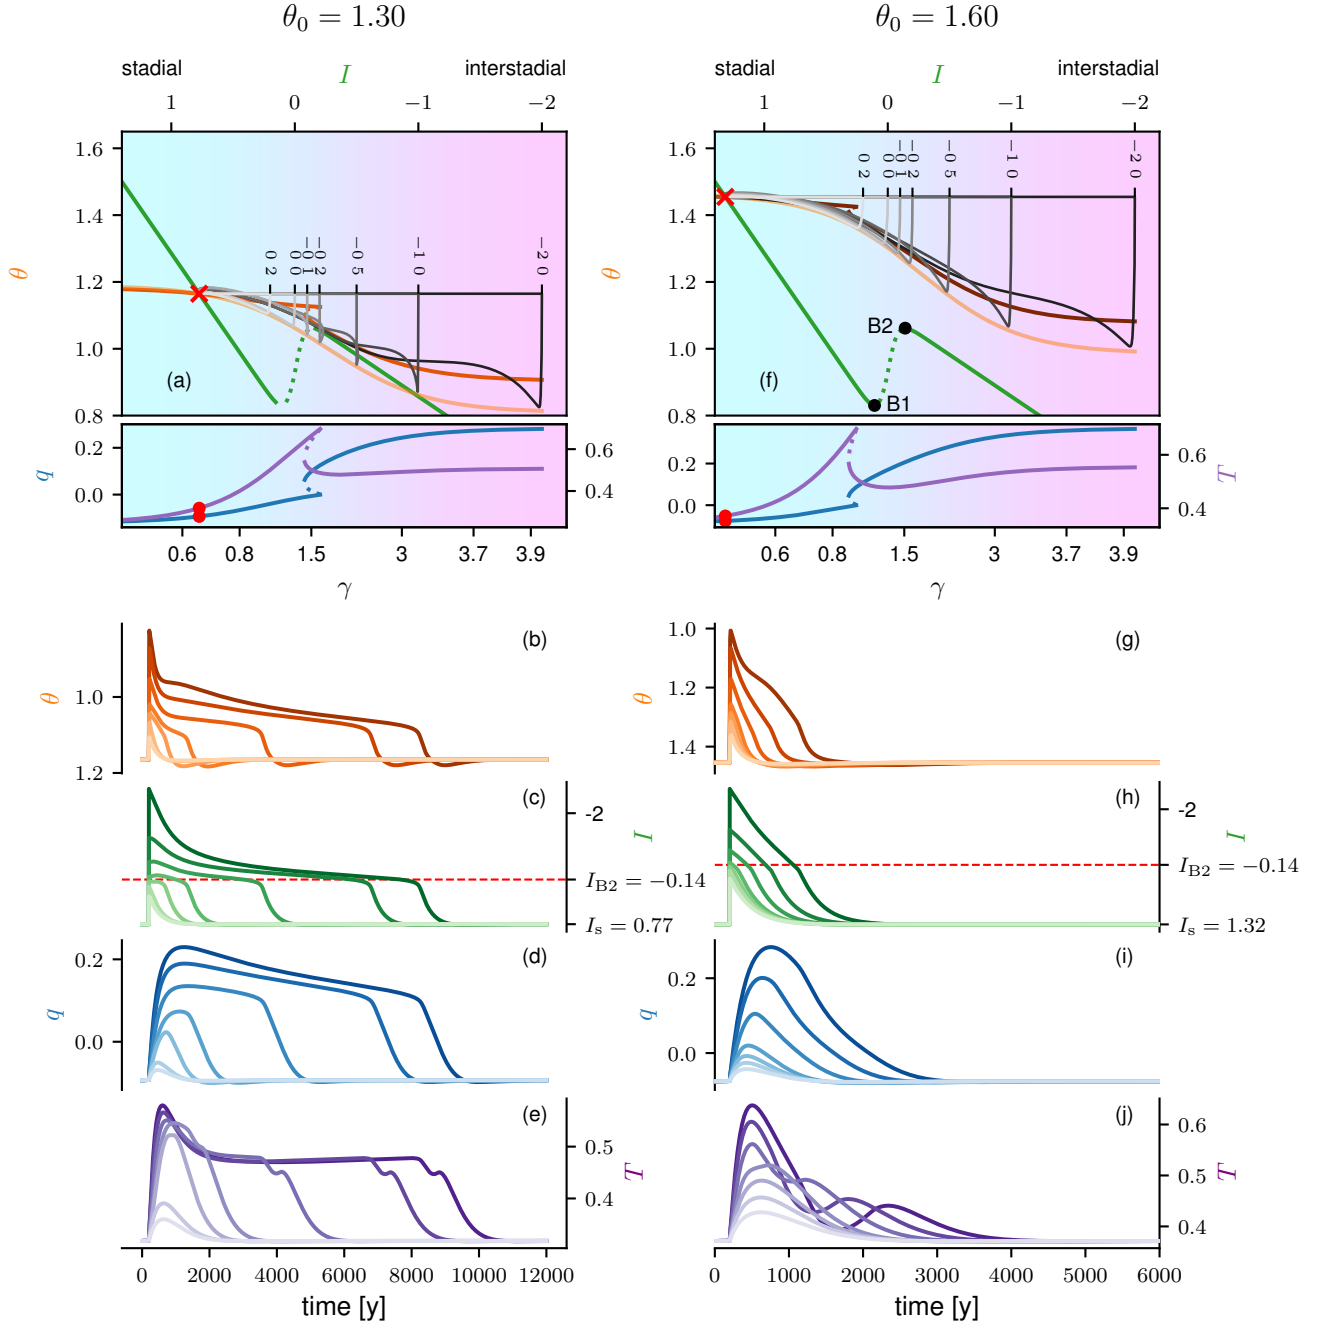 θ₀ = 1.30
θ₀ = 1.60
stadial
I
interstadial
1 0 −1 −2
stadial
I
interstadial
1 0 −1 −2
θ
1.6
1.4
1.2
1.0
0.8
0.2 0.0 −0.1 −0.2 −0.5 −1.0 −2.0
(a)
θ
1.6
1.4
1.2
1.0
0.8
0.2 0.0 −0.1 −0.2 −0.5 −1.0 −2.0
B2
B1
(f)
q
0.2
0.0
0.6
0.4
0.6 0.8 1.5 3 3.7 3.9
γ
0.2
0.0
0.6
0.4
T
0.6 0.8 1.5 3 3.7 3.9
γ
θ
1.0
1.2
(b)
θ
1.0
1.2
1.4
(g)
(c)
-2
I
I_B2 = −0.14
I_s = 0.77
(h)
-2
I
I_B2 = −0.14
I_s = 1.32
q
0.2
0.0
(d)
q
0.2
0.0
(i)
(e)
0.5
0.4
T
0 2000 4000 6000 8000 10000 12000
time [y]
(j)
0.6
0.5
0.4
T
0 1000 2000 3000 4000 5000 6000
time [y]